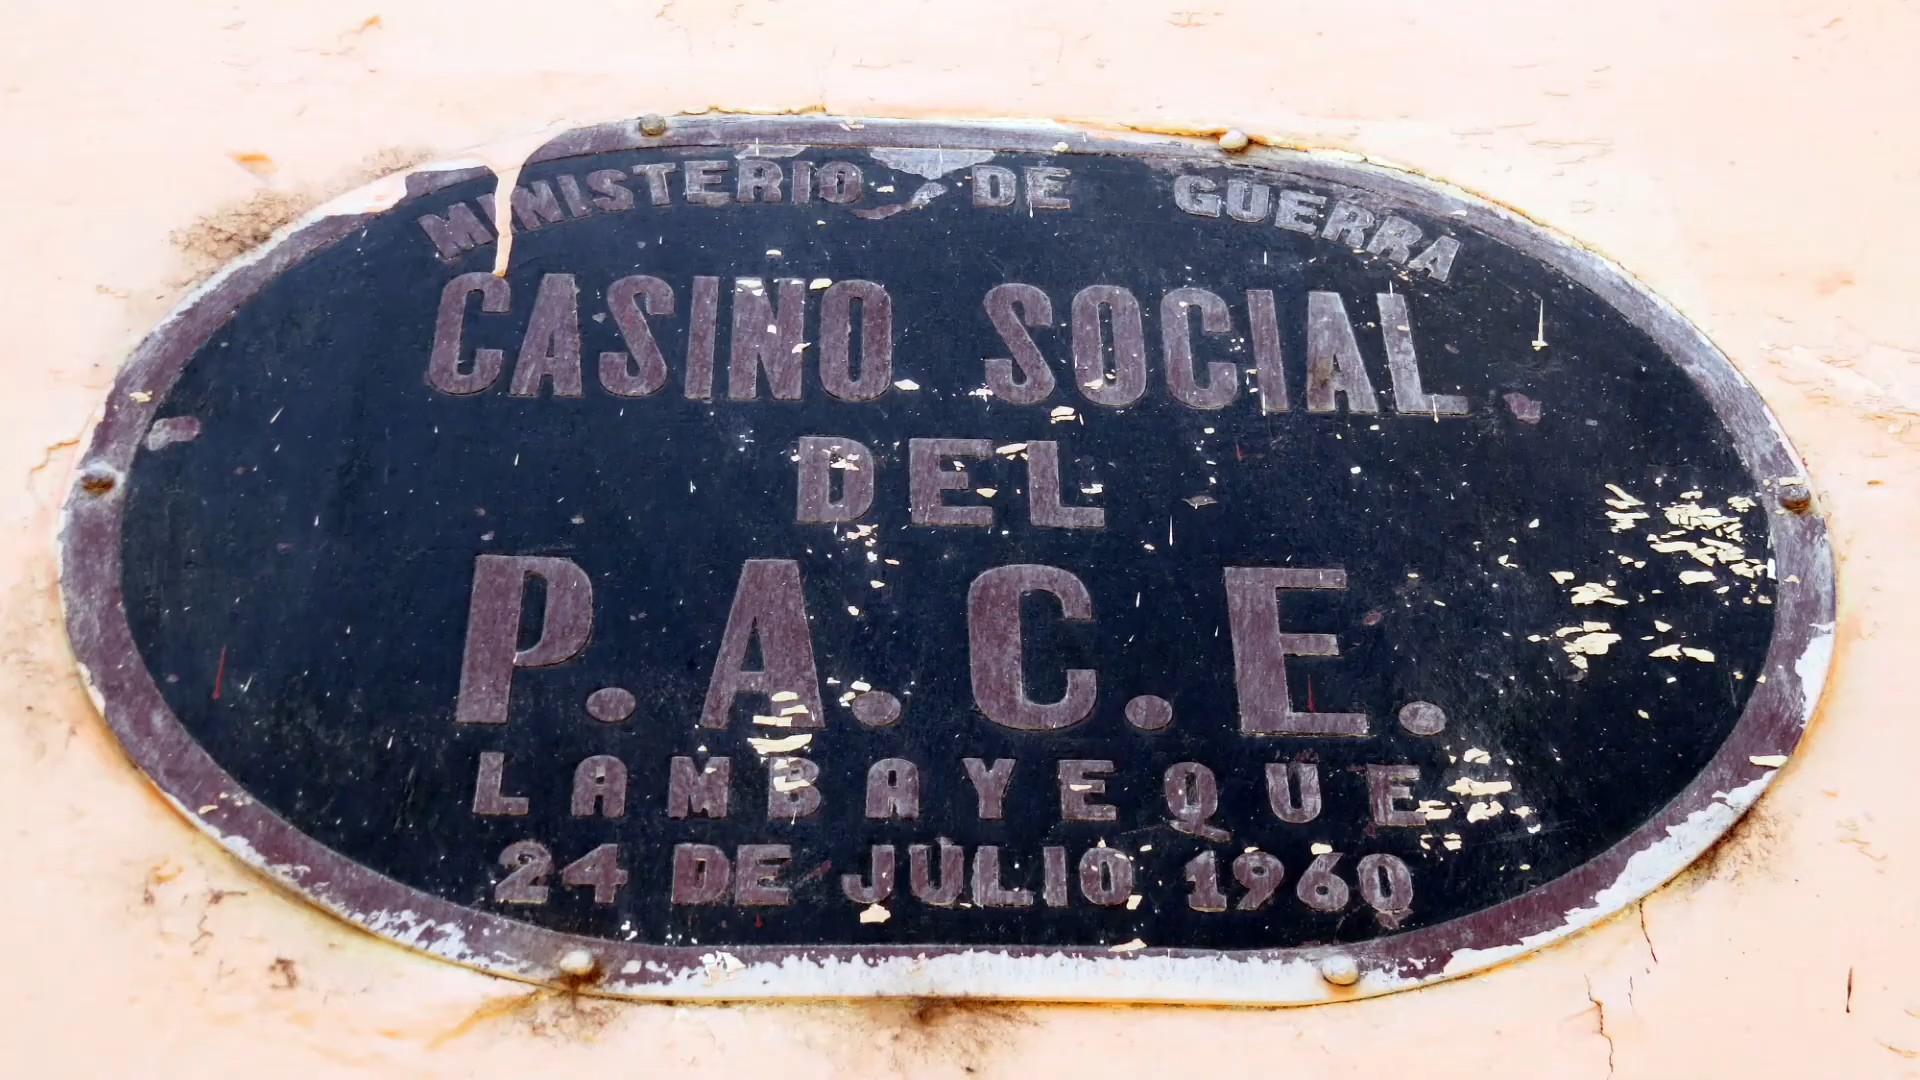 MINISTERIO DE GUERRA
CASINO SOCIAL
DEL
P.A.C.E.
LAMBAYEQUE
24 DE JULIO 1960